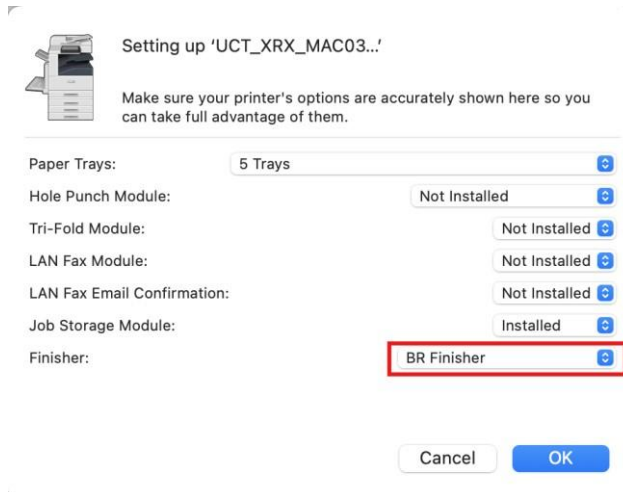 Setting up ‘UCT_XRX_MAC03...’
Make sure your printer's options are accurately shown here so you
can take full advantage of them.
Paper Trays: 5 Trays
Hole Punch Module: Not Installed
Tri-Fold Module: Not Installed
LAN Fax Module: Not Installed
LAN Fax Email Confirmation: Not Installed
Job Storage Module: Installed
Finisher: BR Finisher
Cancel OK